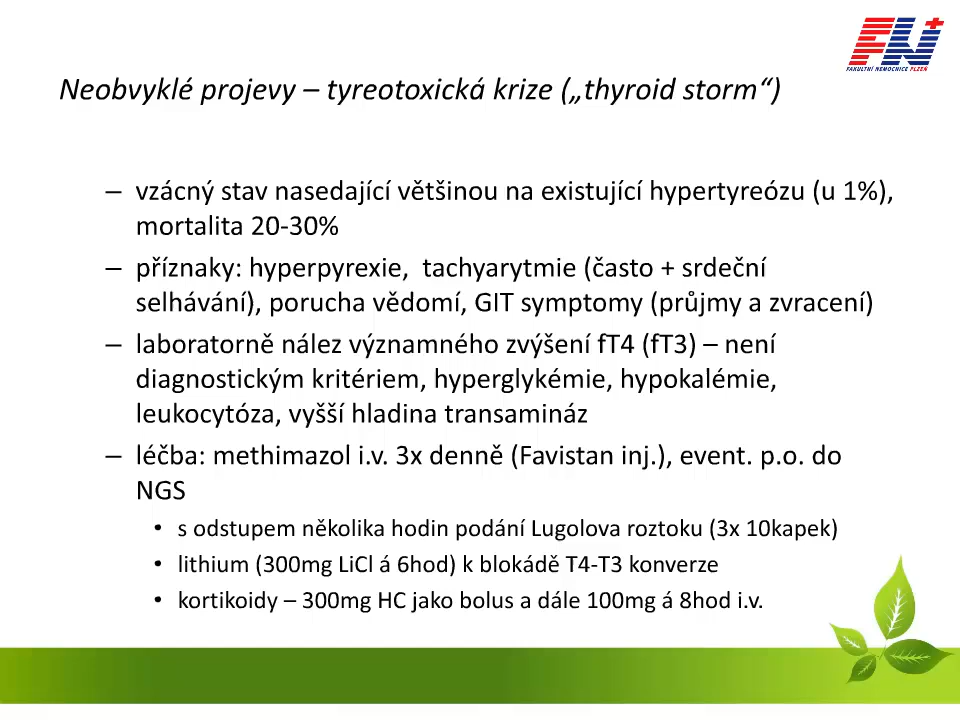 FN
FAKULTNÍ NEMOCNICE PLZEŇ
Neobvyklé projevy – tyreotoxická krize („thyroid storm“)
– vzácný stav nasedající většinou na existující hypertyreózu (u 1%),
mortalita 20-30%
– příznaky: hyperpyrexie, tachyarytmie (často + srdeční
selhávání), porucha vědomí, GIT symptomy (průjmy a zvracení)
– laboratorně nález významného zvýšení fT4 (fT3) – není
diagnostickým kritériem, hyperglykémie, hypokalémie,
leukocytóza, vyšší hladina transamináz
– léčba: methimazol i.v. 3x denně (Favistan inj.), event. p.o. do
NGS
• s odstupem několika hodin podání Lugolova roztoku (3x 10kapek)
• lithium (300mg LiCl á 6hod) k blokádě T4-T3 konverze
• kortikoidy – 300mg HC jako bolus a dále 100mg á 8hod i.v.